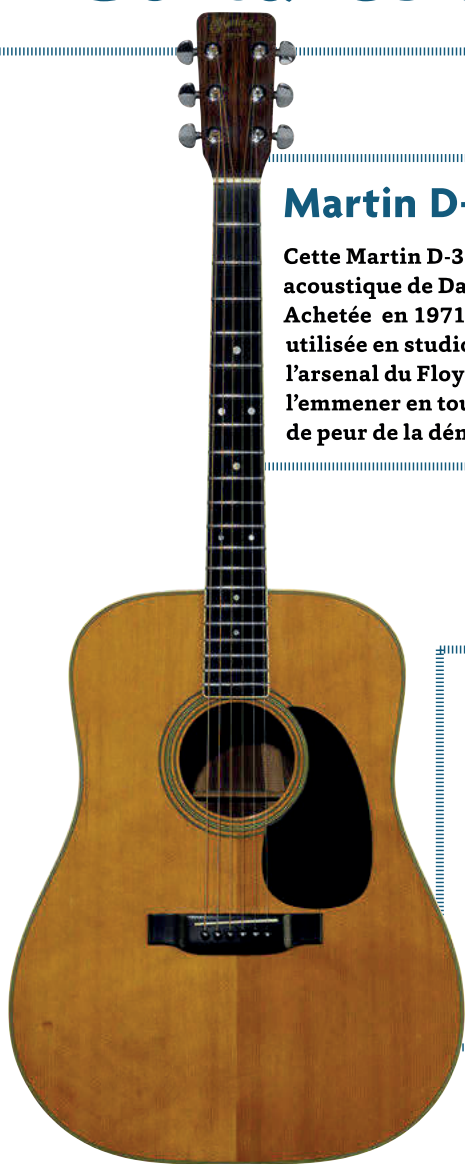 Martin D-
Cette Martin D-3
acoustique de Da
Achetée en 1971
utilisée en studio
l'arsenal du Floy
l'emmener en tou
de peur de la dém